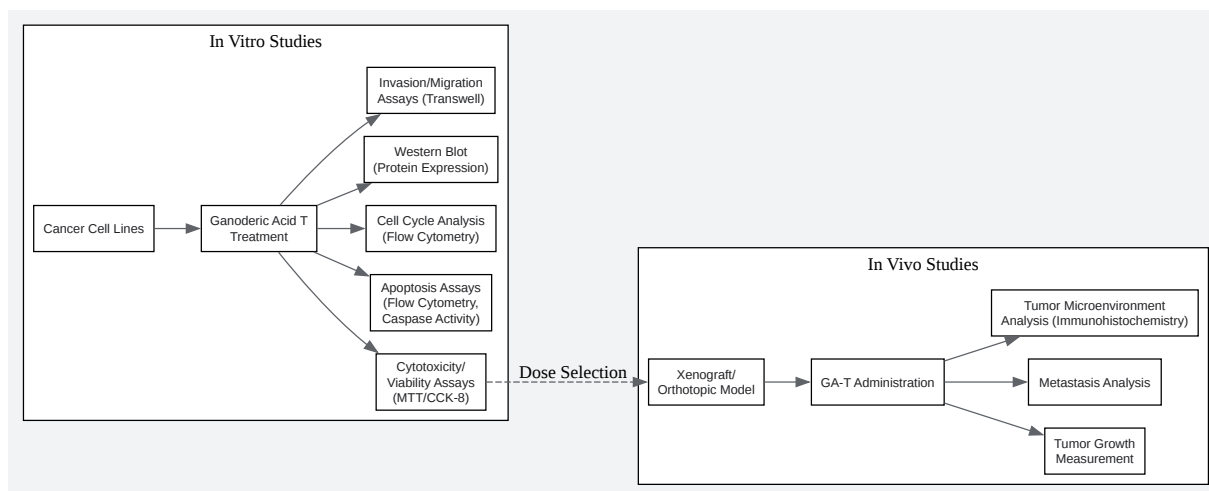 In Vitro Studies
Invasion/Migration
Assays (Transwell)
Western Blot
(Protein Expression)
Cancer Cell Lines
Ganoderic Acid T
Treatment
Cell Cycle Analysis
(Flow Cytometry)
Apoptosis Assays
(Flow Cytometry,
Caspase Activity)
Cytotoxicity/
Viability Assays
(MTT/CCK-8)
Dose Selection
In Vivo Studies
Xenograft/
Orthotopic Model
GA-T Administration
Tumor Microenvironment
Analysis (Immunohistochemistry)
Metastasis Analysis
Tumor Growth
Measurement